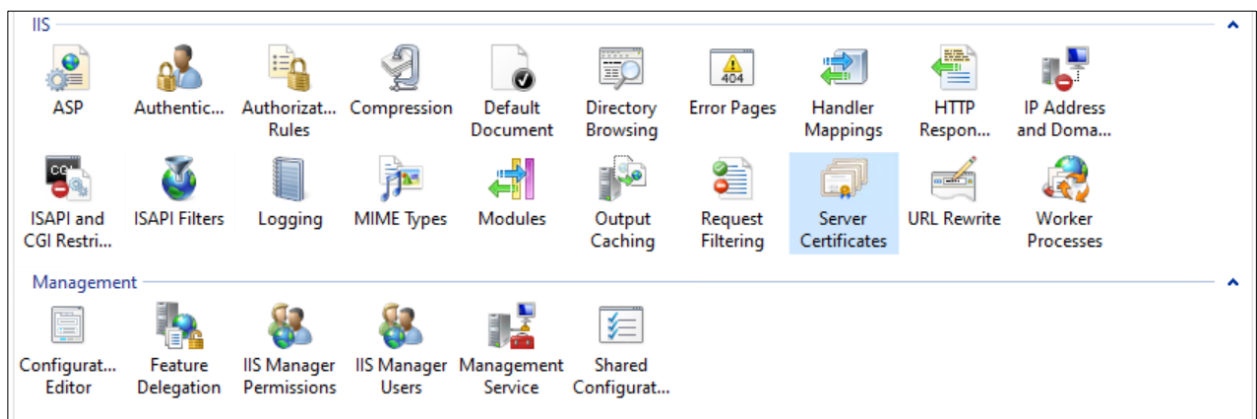 IIS
ASP
Authentic...
Authorizat...
Rules
Compression
Default
Document
Directory
Browsing
404
Error Pages
Handler
Mappings
HTTP
Respon...
IP Address
and Doma...
CGI
ISAPI and
CGI Restri...
ISAPI Filters
Logging
MIME Types
Modules
Output
Caching
Request
Filtering
Server
Certificates
URL Rewrite
Worker
Processes
Management
Configurat...
Editor
Feature
Delegation
IIS Manager
Permissions
IIS Manager
Users
Management
Service
Shared
Configurat...